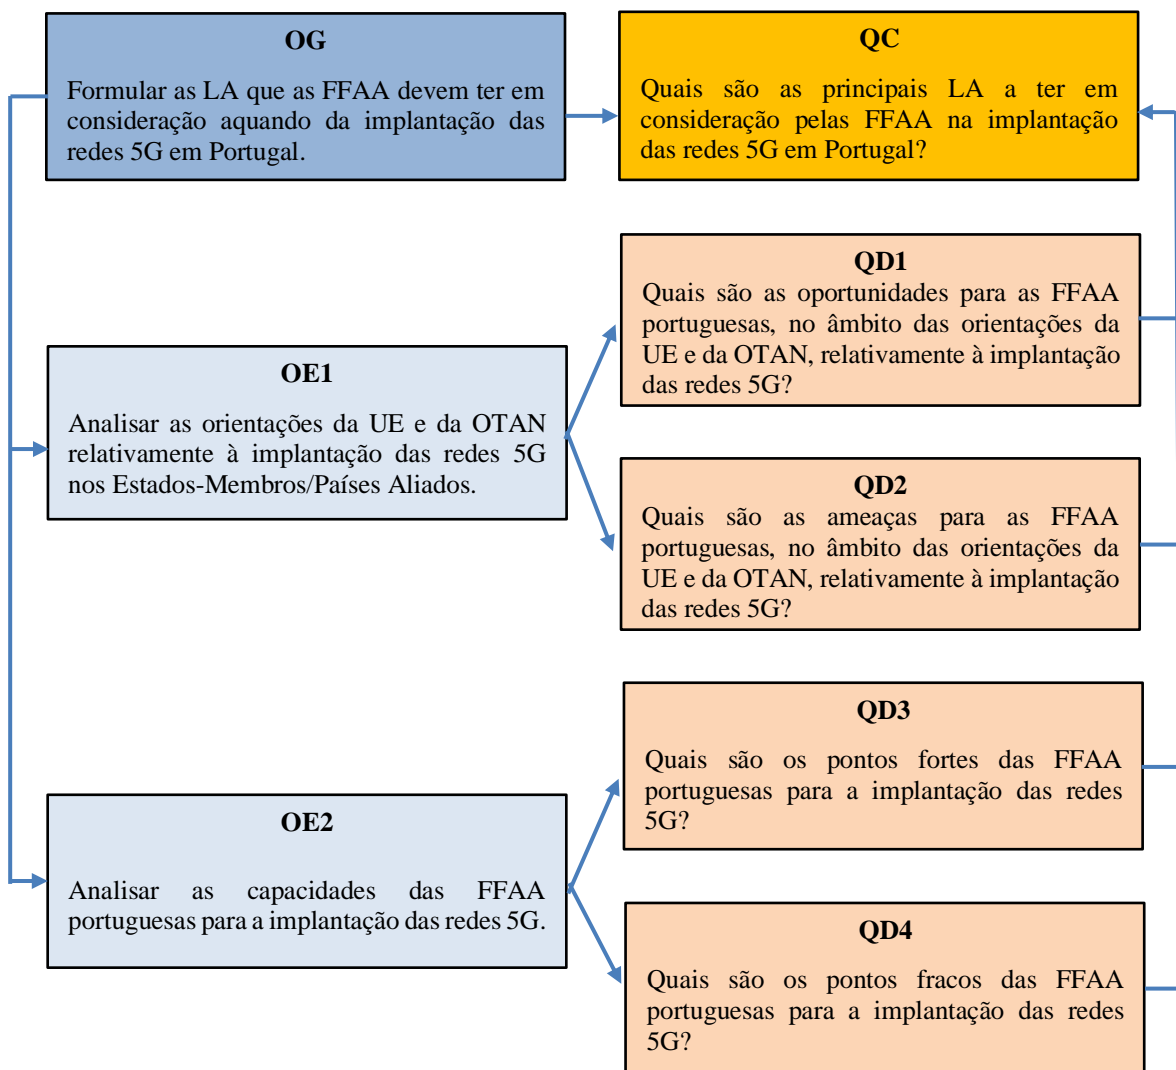 OG
Formular as LA que as FFAA devem ter em
consideração aquando da implantação das
redes 5G em Portugal.
QC
Quais são as principais LA a ter em
consideração pelas FFAA na implantação
das redes 5G em Portugal?
OE1
Analisar as orientações da UE e da OTAN
relativamente à implantação das redes 5G
nos Estados-Membros/Países Aliados.
QD1
Quais são as oportunidades para as FFAA
portuguesas, no âmbito das orientações da
UE e da OTAN, relativamente à implantação
das redes 5G?
QD2
Quais são as ameaças para as FFAA
portuguesas, no âmbito das orientações da
UE e da OTAN, relativamente à implantação
das redes 5G?
OE2
Analisar as capacidades das FFAA
portuguesas para a implantação das redes 5G.
QD3
Quais são os pontos fortes das FFAA
portuguesas para a implantação das redes
5G?
QD4
Quais são os pontos fracos das FFAA
portuguesas para a implantação das redes
5G?